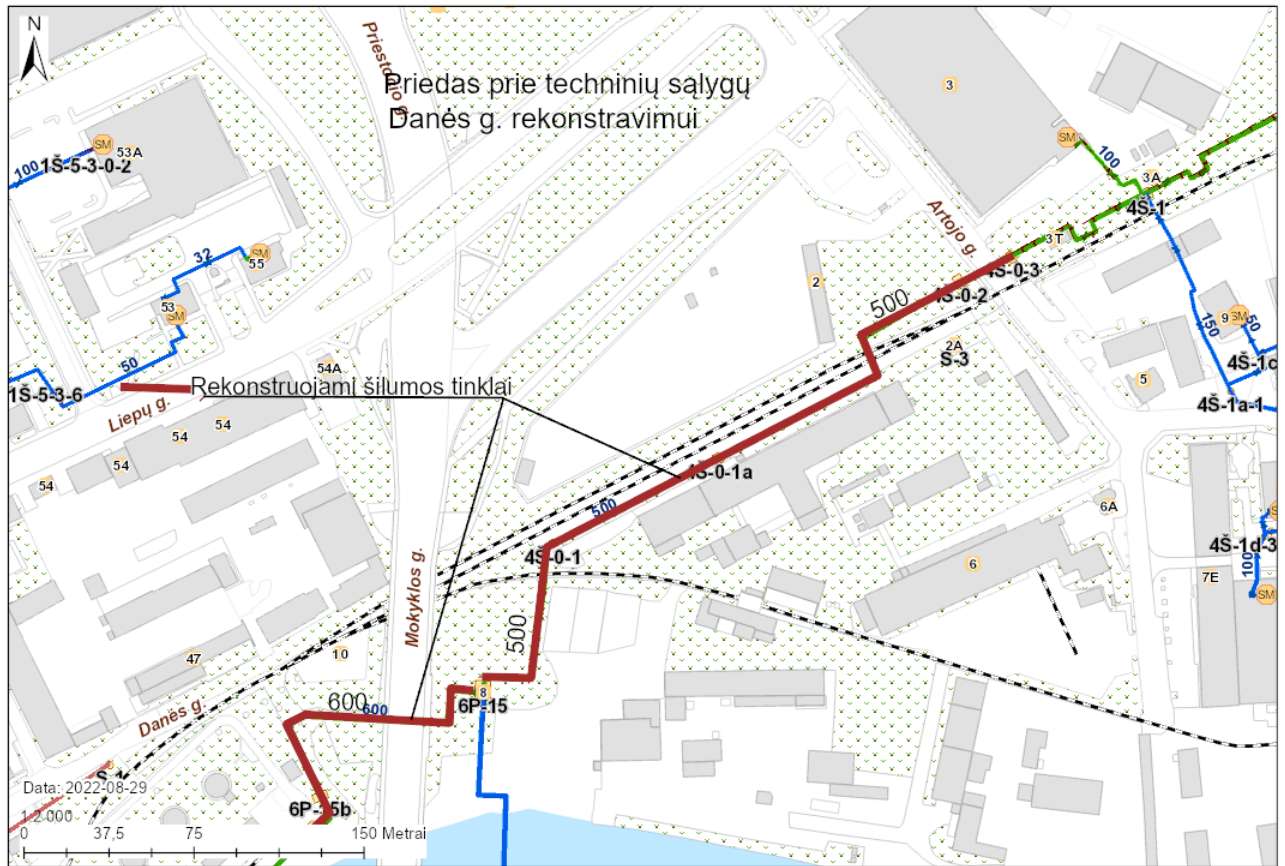 N
Priestočio g.
Priedas prie techninių sąlygų
Danės g. rekonstravimui
3
SM
SM
53A
100
1Š-5-3-0-2
100
3A
4Š-1
Artojo g.
3T
32
SM
55
4Š-0-3
2
4Š-0-2
500
53
SM
9
SM
50
150
2A
S-3
50
54A
4Š-1c
5
1Š-5-3-6
Rekonstruojami šilumos tinklai
4Š-1a-1
Liepų g.
54
54
54
54
4Š-0-1a
500
6A
4Š-0-1
4Š-1d-3
6
7E
100
SM
Mokyklos g.
500
10
47
8
6P-15
600
600
Danės g.
Data: 2022-08-29
1:2 000
6P-15b
0
37,5
75
150 Metrai